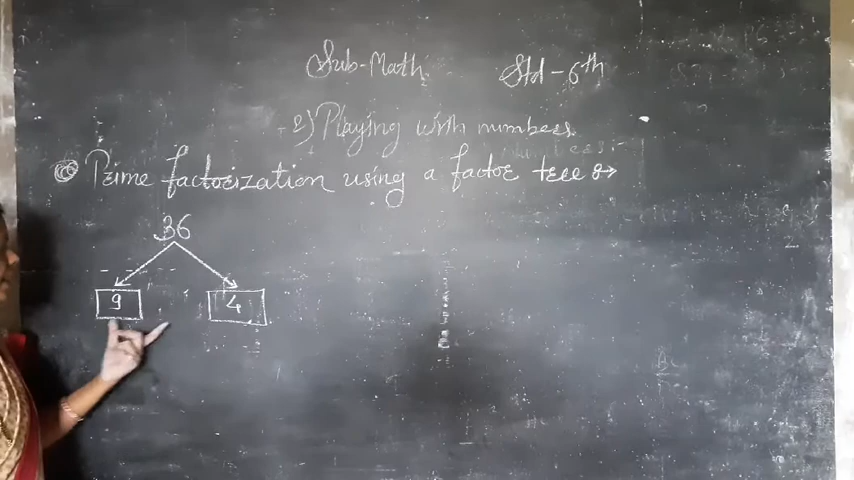 Sub-Math Std-6th
2) Playing with numbers
Prime factorization using a factor tree :→
36
9 4